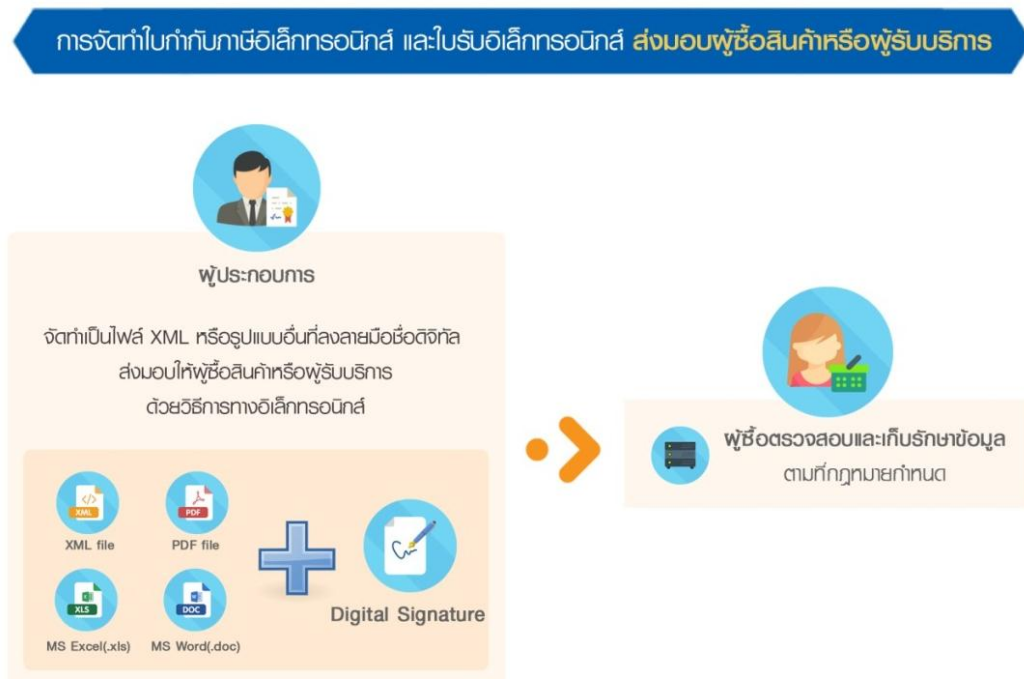 การจัดทำใบกำกับภาษีอิเล็กทรอนิกส์ และใบรับอิเล็กทรอนิกส์ ส่งมอบผู้ซื้อสินค้าหรือผู้รับบริการ
ผู้ประกอบการ
จัดทำเป็นไฟล์ XML หรือรูปแบบอื่นที่ลงลายมือชื่อดิจิทัล
ส่งมอบให้ผู้ซื้อสินค้าหรือผู้รับบริการ
ด้วยวิธีการทางอิเล็กทรอนิกส์
XML
XML file
PDF
PDF file
XLS
MS Excel(.xls)
DOC
MS Word(.doc)
Digital Signature
ผู้ซื้อตรวจสอบและเก็บรักษาข้อมูล
ตามที่กฎหมายกำหนด